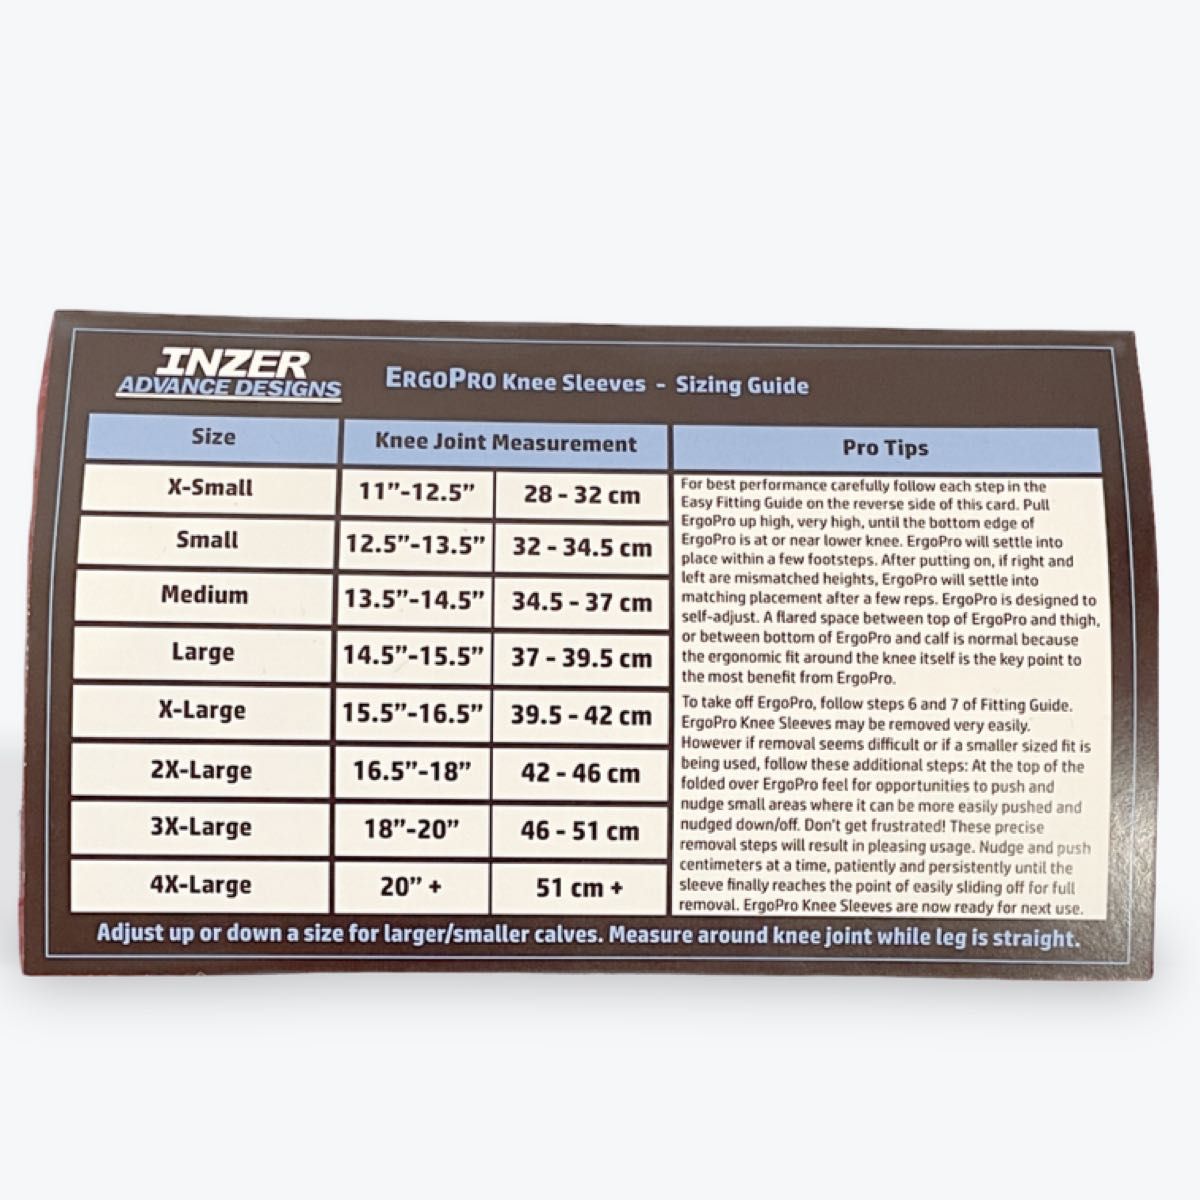 INZER
ADVANCE DESIGNS
ErgoPro Knee Sleeves - Sizing Guide
Size
Knee Joint Measurement
Pro Tips
X-Small
11”-12.5”
28 - 32 cm
Small
12.5”-13.5”
32 - 34.5 cm
Medium
13.5”-14.5”
34.5 - 37 cm
Large
14.5”-15.5”
37 - 39.5 cm
X-Large
15.5”-16.5”
39.5 - 42 cm
2X-Large
16.5”-18”
42 - 46 cm
3X-Large
18”-20”
46 - 51 cm
4X-Large
20” +
51 cm +
For best performance carefully follow each step in the
Easy Fitting Guide on the reverse side of this card. Pull
ErgoPro up high, very high, until the bottom edge of
ErgoPro is at or near lower knee. ErgoPro will settle into
place within a few footsteps. After putting on, if right and
left are mismatched heights, ErgoPro will settle into
matching placement after a few reps. ErgoPro is designed to
self-adjust. A flared space between top of ErgoPro and thigh,
or between bottom of ErgoPro and calf is normal because
the ergonomic fit around the knee itself is the key point to
the most benefit from ErgoPro.
To take off ErgoPro, follow steps 6 and 7 of Fitting Guide.
ErgoPro Knee Sleeves may be removed very easily.
However if removal seems difficult or if a smaller sized fit is
being used, follow these additional steps: At the top of the
folded over ErgoPro feel for opportunities to push and
nudge small areas where it can be more easily pushed and
nudged down/off. Don't get frustrated! These precise
removal steps will result in pleasing usage. Nudge and push
centimeters at a time, patiently and persistently until the
sleeve finally reaches the point of easily sliding off for full
removal. ErgoPro Knee Sleeves are now ready for next use.
Adjust up or down a size for larger/smaller calves. Measure around knee joint while leg is straight.